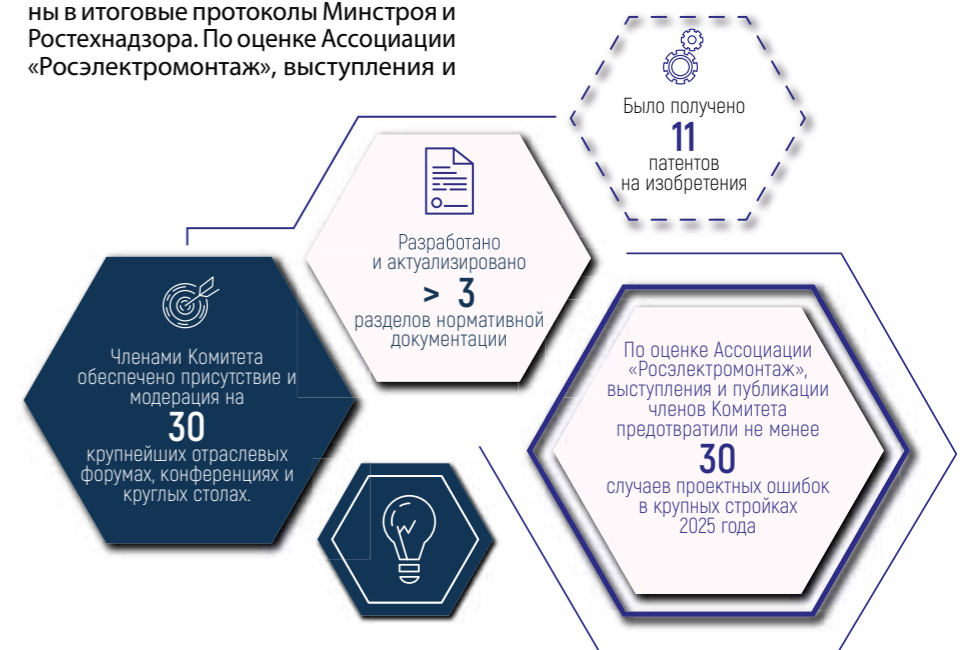 ны в итоговые протоколы Минстроя и
Ростехнадзора. По оценке Ассоциации
«Росэлектромонтаж», выступления и
Было получено
11
патентов
на изобретения
Разработано
и актуализировано
> 3
разделов нормативной
документации
Членами Комитета
обеспечено присутствие и
модерация на
30
крупнейших отраслевых
форумах, конференциях и
круглых столах.
По оценке Ассоциации
«Росэлектромонтаж»,
выступления и публикации
членов Комитета
предотвратили не менее
30
случаев проектных ошибок
в крупных стройках
2025 года